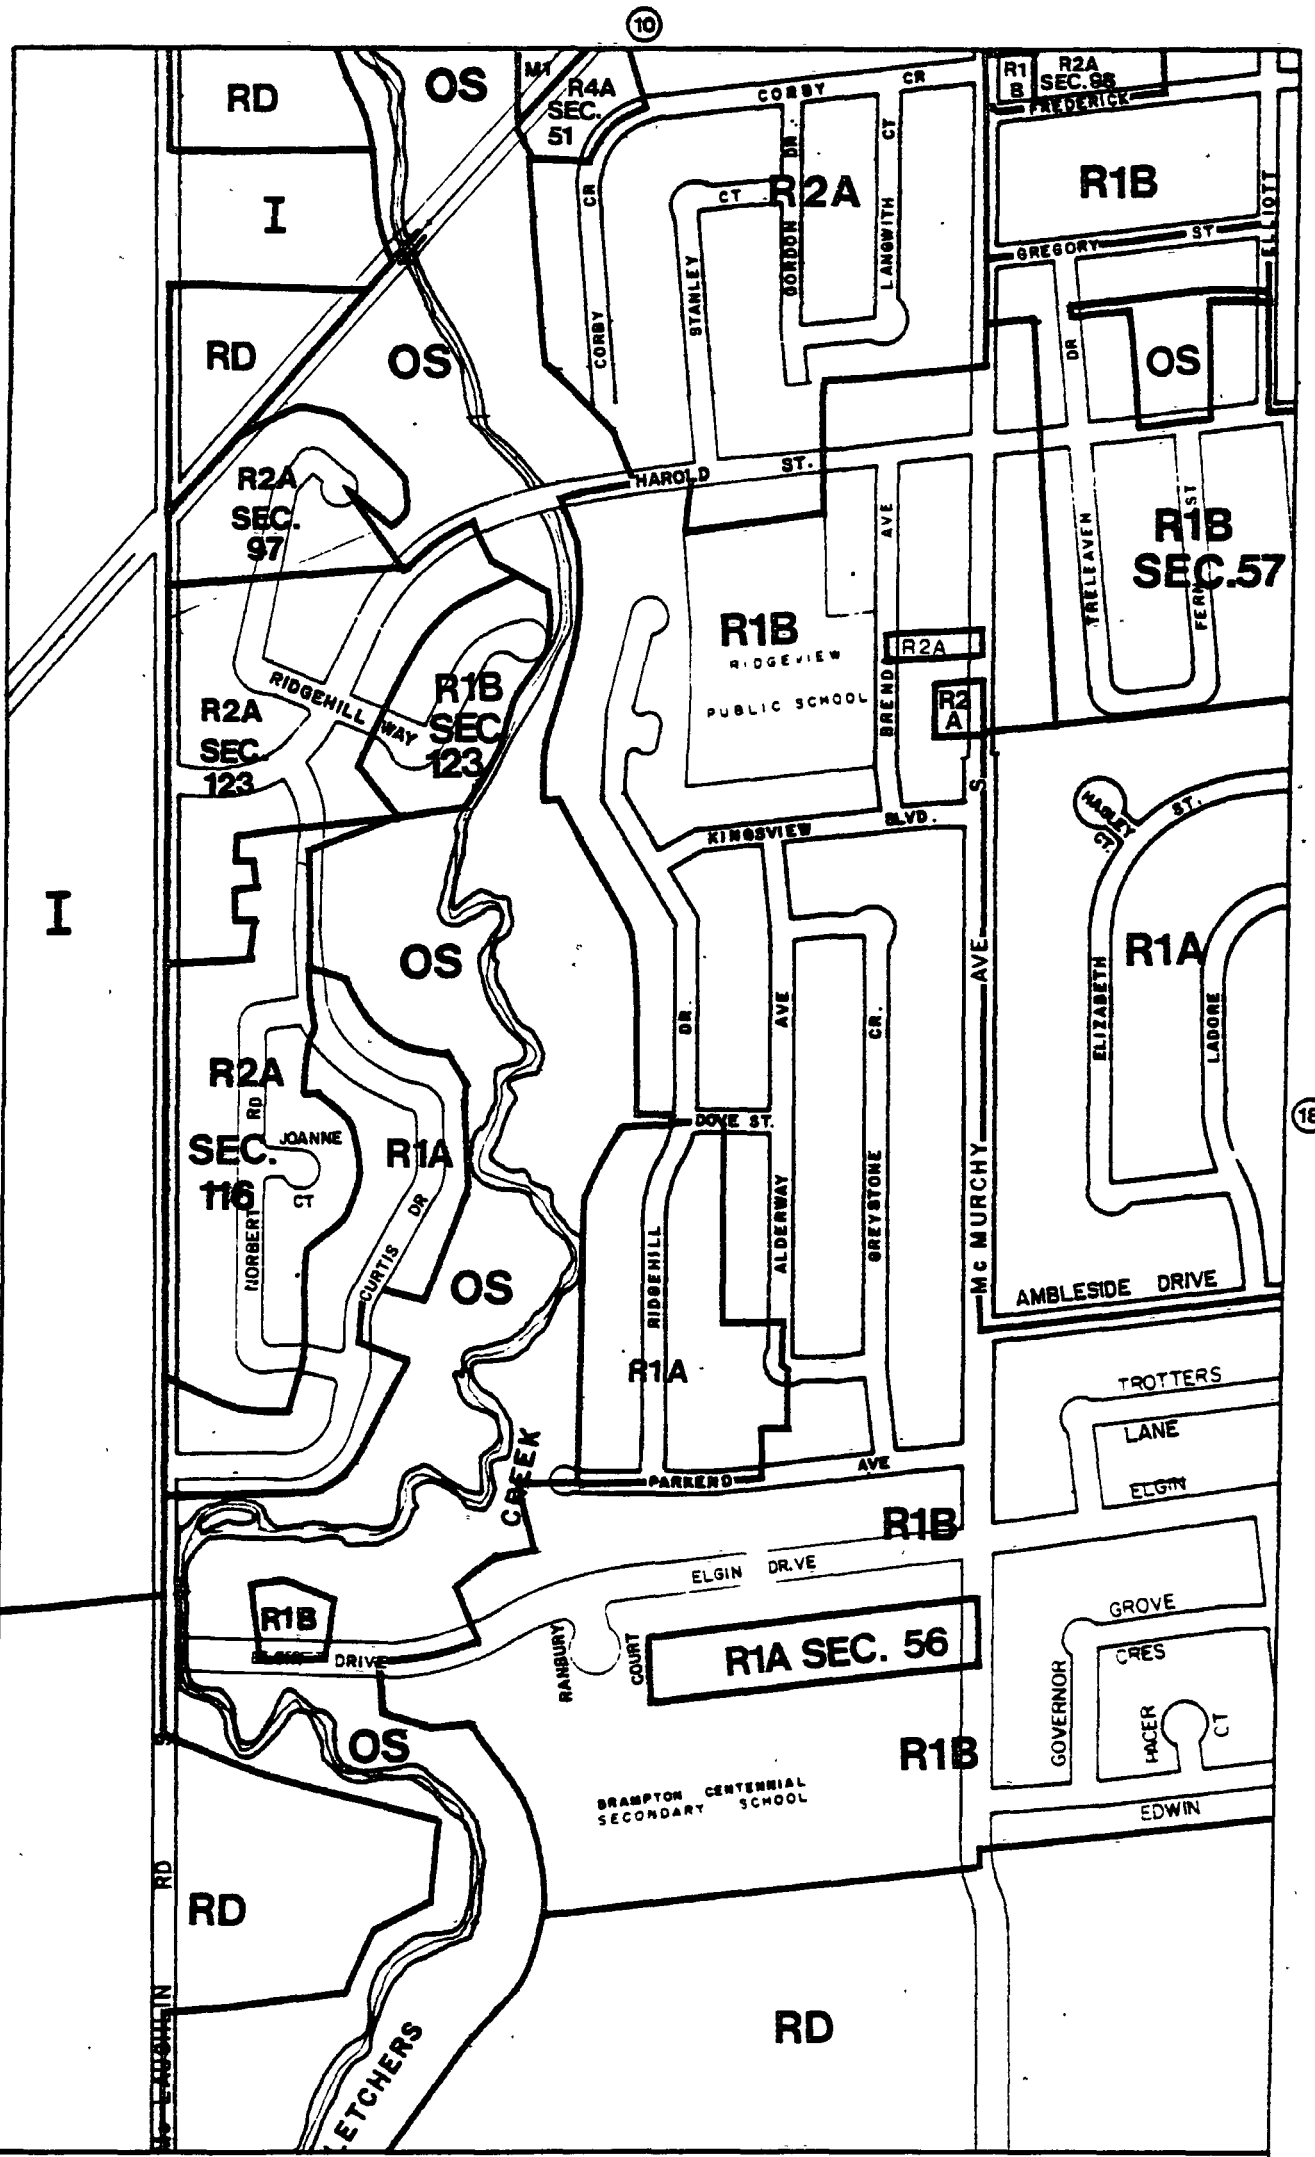 10
RD
OS
M1
R4A
SEC.
51
CORBY
CR
R1
B
R2A
SEC. 98
FREDERICK
I
CR
CT
R2A
DR
GORDON
CT
LANGWITH
STANLEY
CORBY
R1B
GREGORY
ST
ELLIOTT
RD
OS
DR
OS
HAROLD
ST.
R2A
SEC.
97
AVE
TRELEAVEN
ST
FERN
R1B
SEC.57
R1B
RIDGEVIEW
PUBLIC SCHOOL
R2A
BREND
R2
A
RIDGEHILL
WAY
R1B
SEC
123
R2A
SEC.
123
KINGSVIEW
BLVD.
S
HAGLEY
CT.
ST.
I
OS
R1A
AVE
ELIZABETH
LADORE
DR.
AVE
CR.
18
R2A
RD
SEC.
116
JOANNE
CT
NORBERT
R1A
DR
CURTIS
DOVE ST.
RIDGEHILL
ALDERWAY
GREYSTONE
Mc MURCHY
OS
AMBLESIDE DRIVE
R1A
TROTTERS
LANE
CREEK
PARKEND
AVE
ELGIN
R1B
ELGIN DRIVE
R1B
ELGIN DRIVE
RANBURY
COURT
R1A SEC. 56
GROVE
CRES
GOVERNOR
PACER
CT
OS
S
R1B
BRAMPTON CENTENNIAL
SECONDARY SCHOOL
EDWIN
RD
RD
RD
Mc LAUGHLIN
LETCHERS